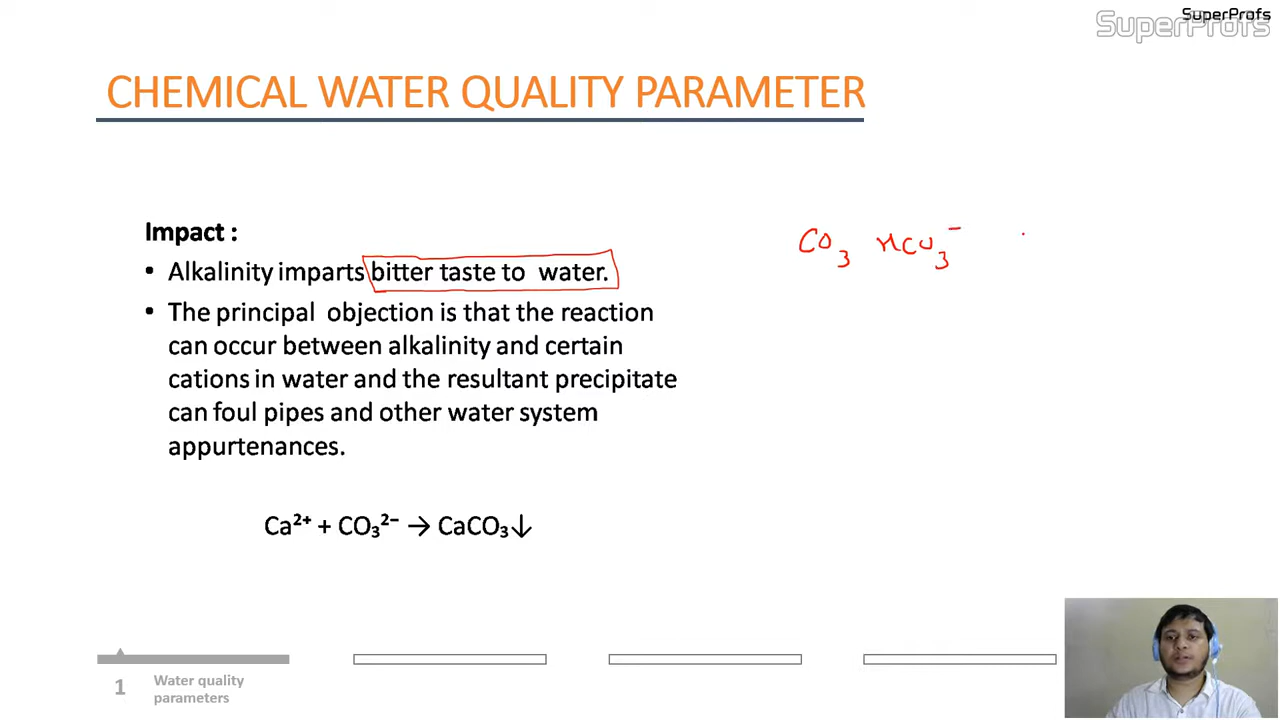 SuperProfs
SuperProfs
CHEMICAL WATER QUALITY PARAMETER
Impact :
CO₃ HCO₃⁻
• Alkalinity imparts bitter taste to water.
• The principal objection is that the reaction
can occur between alkalinity and certain
cations in water and the resultant precipitate
can foul pipes and other water system
appurtenances.
Ca²⁺ + CO₃²⁻ → CaCO₃↓
1 Water quality
parameters